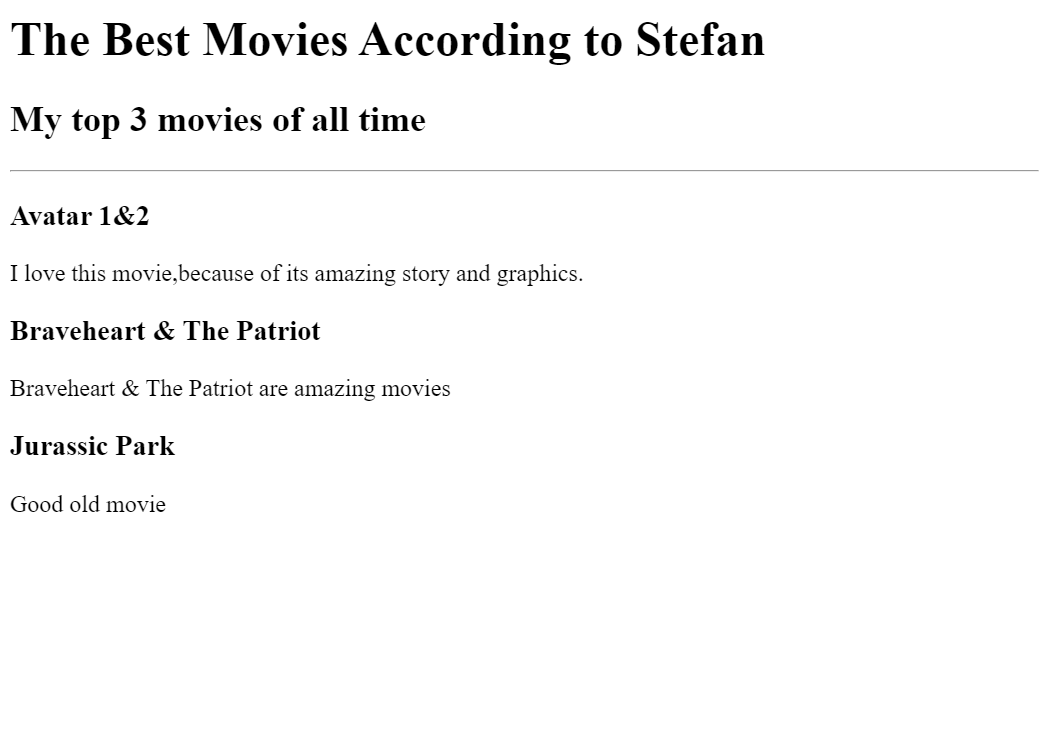 The Best Movies According to Stefan
My top 3 movies of all time
Avatar 1&2
I love this movie,because of its amazing story and graphics.
Braveheart & The Patriot
Braveheart & The Patriot are amazing movies
Jurassic Park
Good old movie